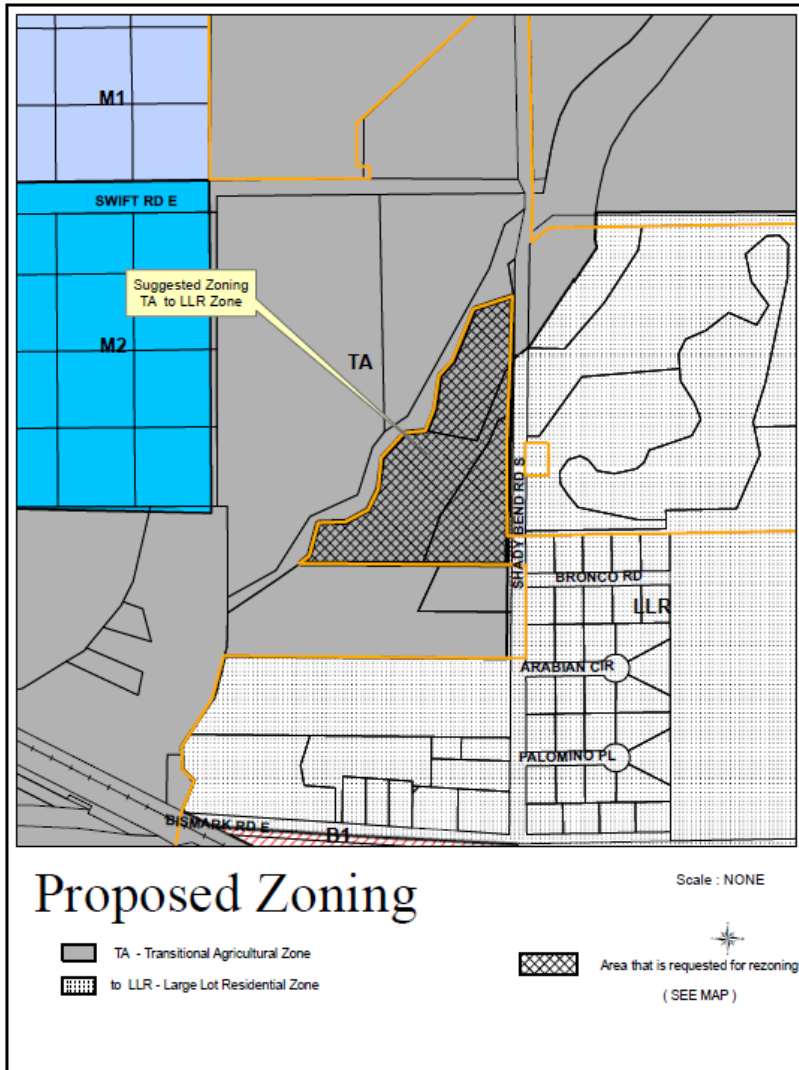 M1
SWIFT RD E
Suggested Zoning
TA to LLR Zone
M2
TA
SHADY BEND RD S
BRONCO RD
LLR
ARABIAN CIR
PALOMINO PL
BISMARK RD E
B1
Proposed Zoning
Scale : NONE
TA - Transitional Agricultural Zone
to LLR - Large Lot Residential Zone
Area that is requested for rezoning
( SEE MAP )